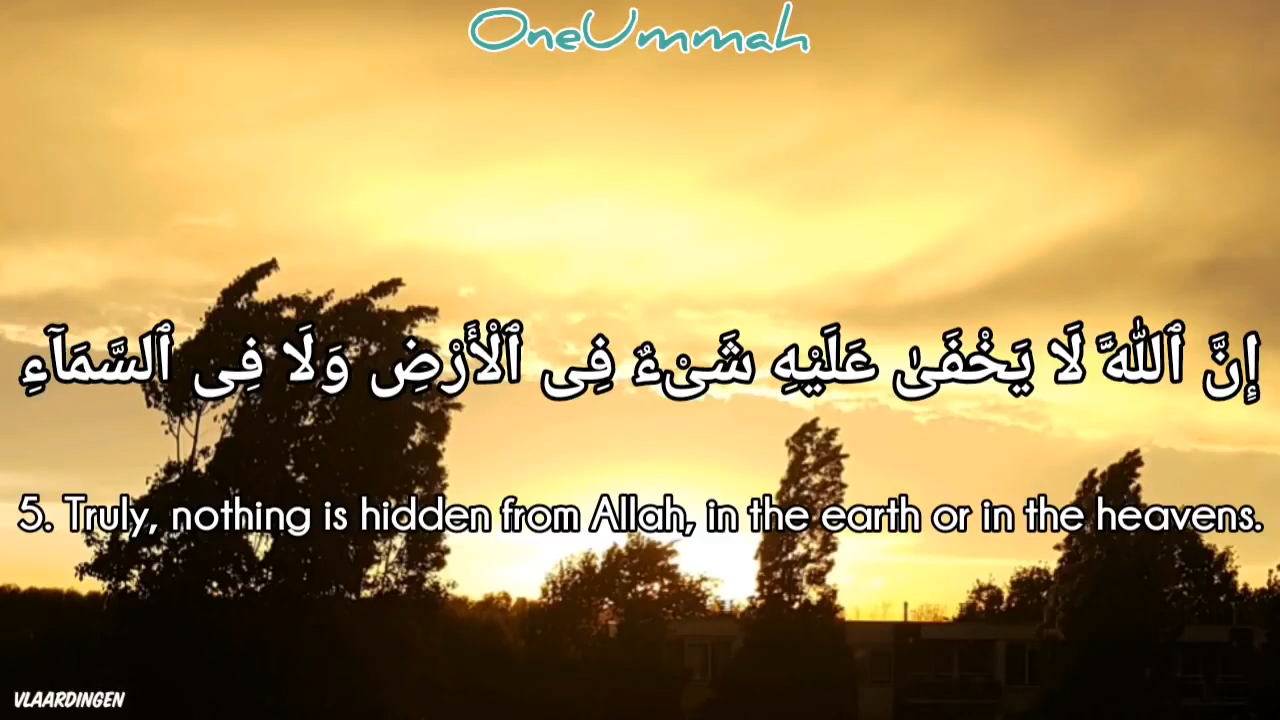 OneUmmah
إِنَّ ٱللَّهَ لَا يَخْفَىٰ عَلَيْهِ شَىْءٌ فِى ٱلْأَرْضِ وَلَا فِى ٱلسَّمَآءِ
5. Truly, nothing is hidden from Allah, in the earth or in the heavens.
VLAARDINGEN